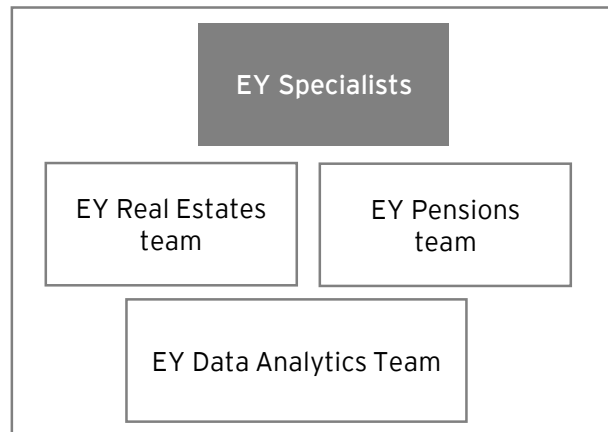 EY Specialists
EY Real Estates
team
EY Pensions
team
EY Data Analytics Team